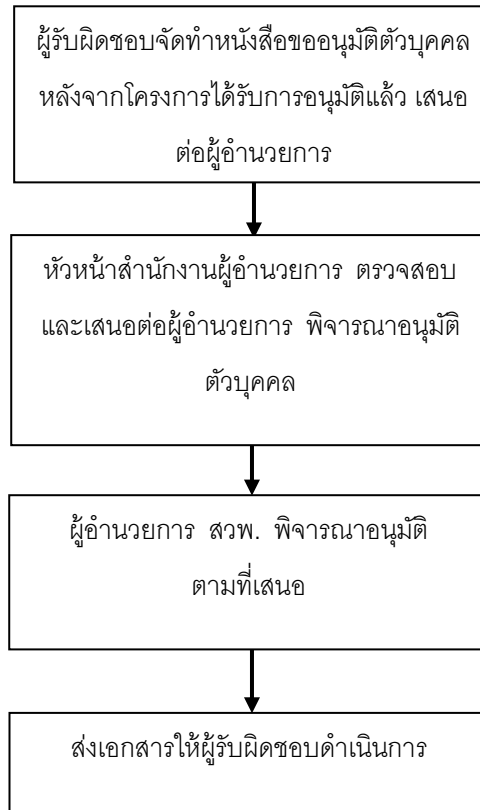 ผู้รับผิดชอบจัดทำหนังสือขออนุมัติตัวบุคคล
หลังจากโครงการได้รับการอนุมัติแล้ว เสนอ
ต่อผู้อำนวยการ
หัวหน้าสำนักงานผู้อำนวยการ ตรวจสอบ
และเสนอต่อผู้อำนวยการ พิจารณาอนุมัติ
ตัวบุคคล
ผู้อำนวยการ สวพ. พิจารณาอนุมัติ
ตามที่เสนอ
ส่งเอกสารให้ผู้รับผิดชอบดำเนินการ